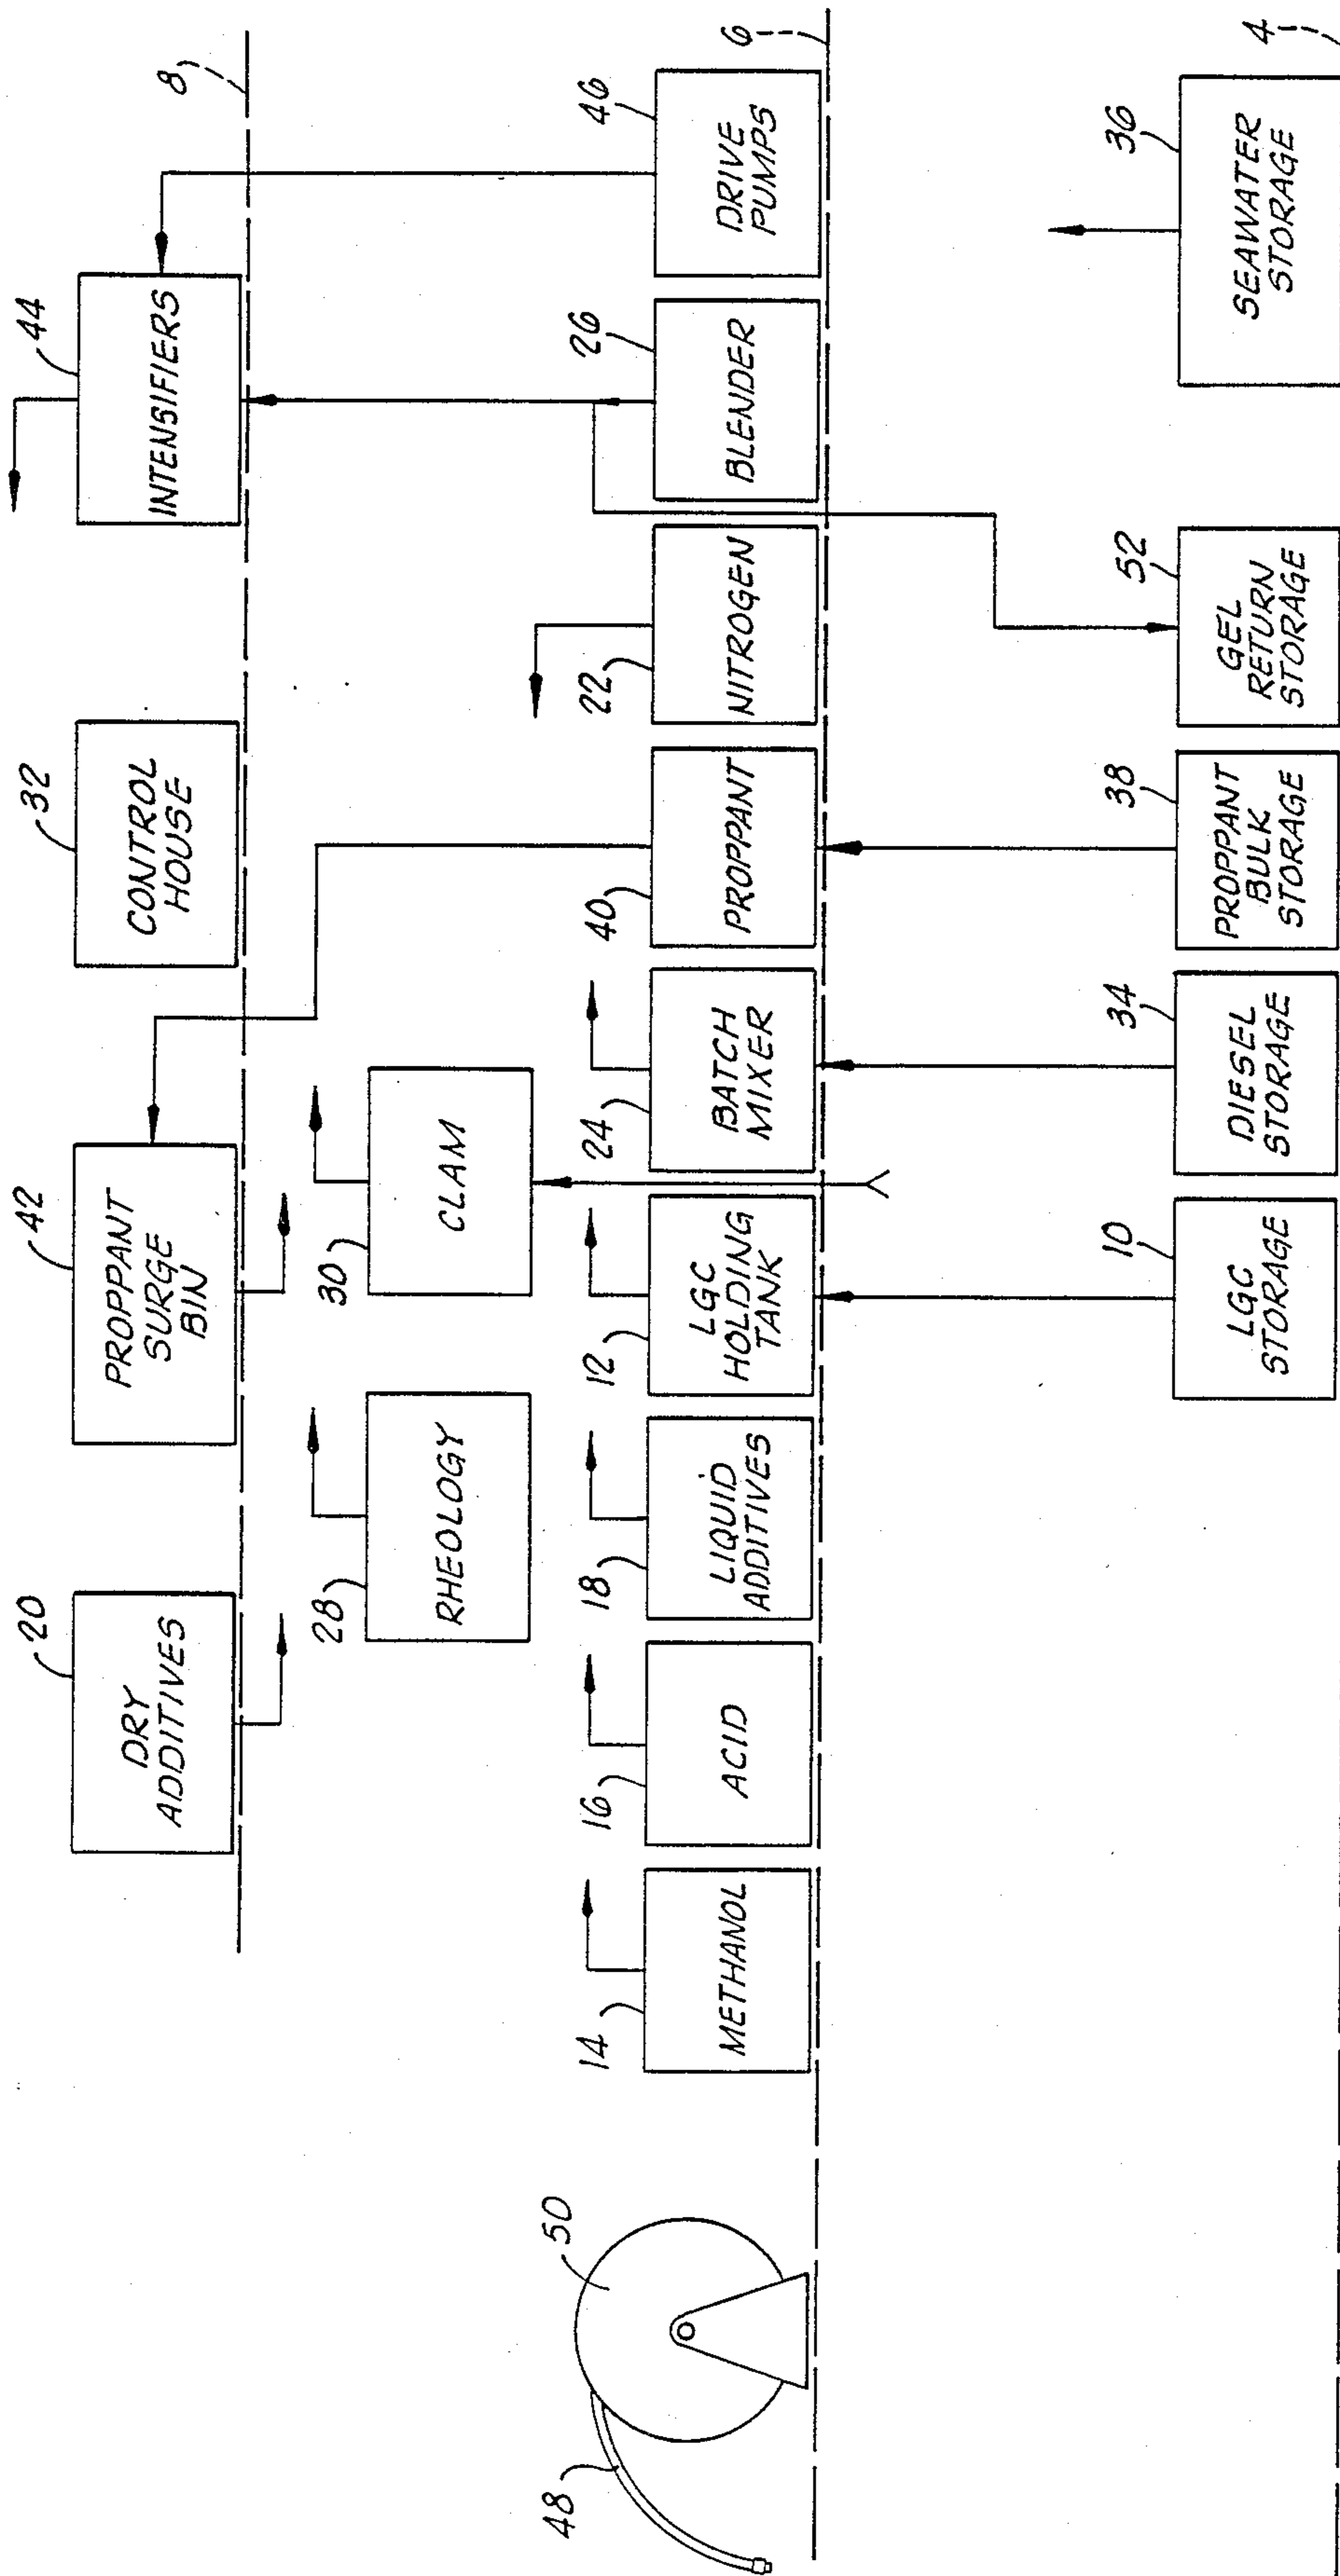 20
DRY
ADDITIVES
42
PROPPANT
SURGE
BIN
32
CONTROL
HOUSE
44
INTENSIFIERS
8
28
RHEOLOGY
30
CLAM
50
48
14
METHANOL
16
ACID
18
LIQUID
ADDITIVES
12
LGC
HOLDING
TANK
24
BATCH
MIXER
40
PROPPANT
22
NITROGEN
26
BLENDER
46
DRIVE
PUMPS
6
10
LGC
STORAGE
34
DIESEL
STORAGE
38
PROPPANT
BULK
STORAGE
52
GEL
RETURN
STORAGE
36
SEAWATER
STORAGE
4